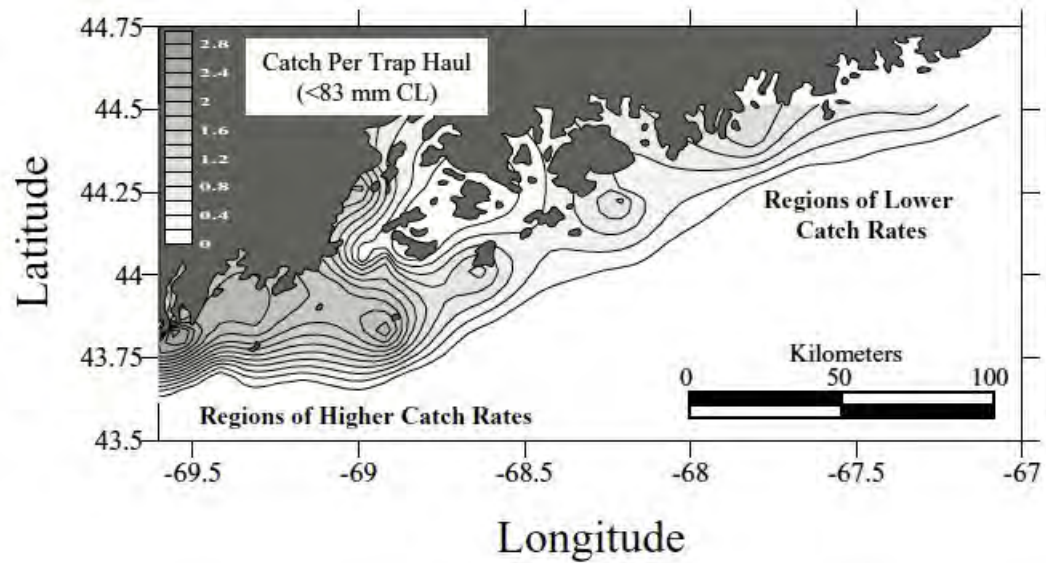 44.75
44.5
44.25
44
43.75
43.5
Latitude
2.8
2.4
2
1.6
1.2
0.8
0.4
0
Catch Per Trap Haul
(<83 mm CL)
Regions of Lower
Catch Rates
Kilometers
0 50 100
Regions of Higher Catch Rates
-69.5 -69 -68.5 -68 -67.5 -67
Longitude